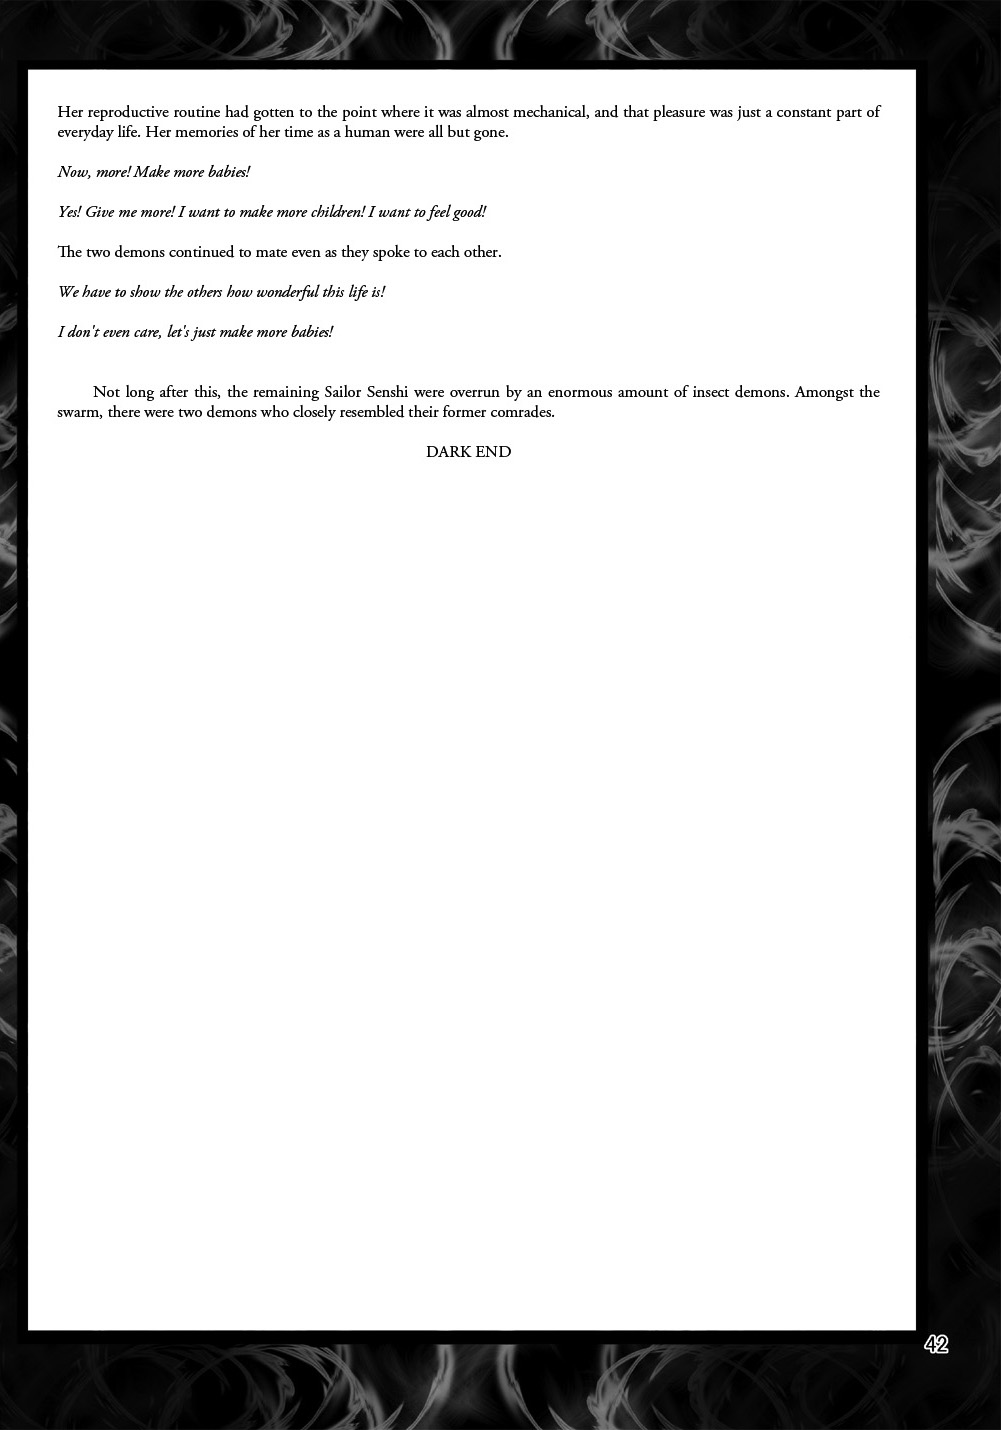 Her reproductive routine had gotten to the point where it was almost mechanical, and that pleasure was just a constant part of
everyday life. Her memories of her time as a human were all but gone.
Now, more! Make more babies!
Yes! Give me more! I want to make more children! I want to feel good!
The two demons continued to mate even as they spoke to each other.
We have to show the others how wonderful this life is!
I don't even care, let's just make more babies!
Not long after this, the remaining Sailor Senshi were overrun by an enormous amount of insect demons. Amongst the
swarm, there were two demons who closely resembled their former comrades.
DARK END
42